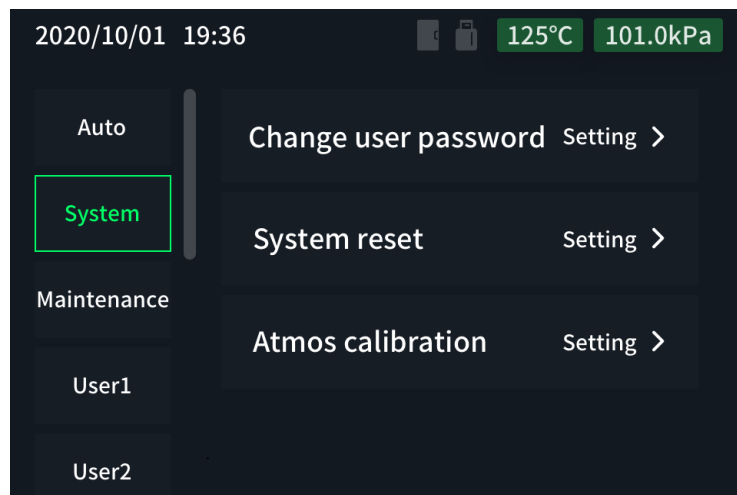 2020/10/01 19:36 125°C 101.0kPa
Auto
System
Maintenance
User1
User2
Change user password Setting
System reset Setting
Atmos calibration Setting